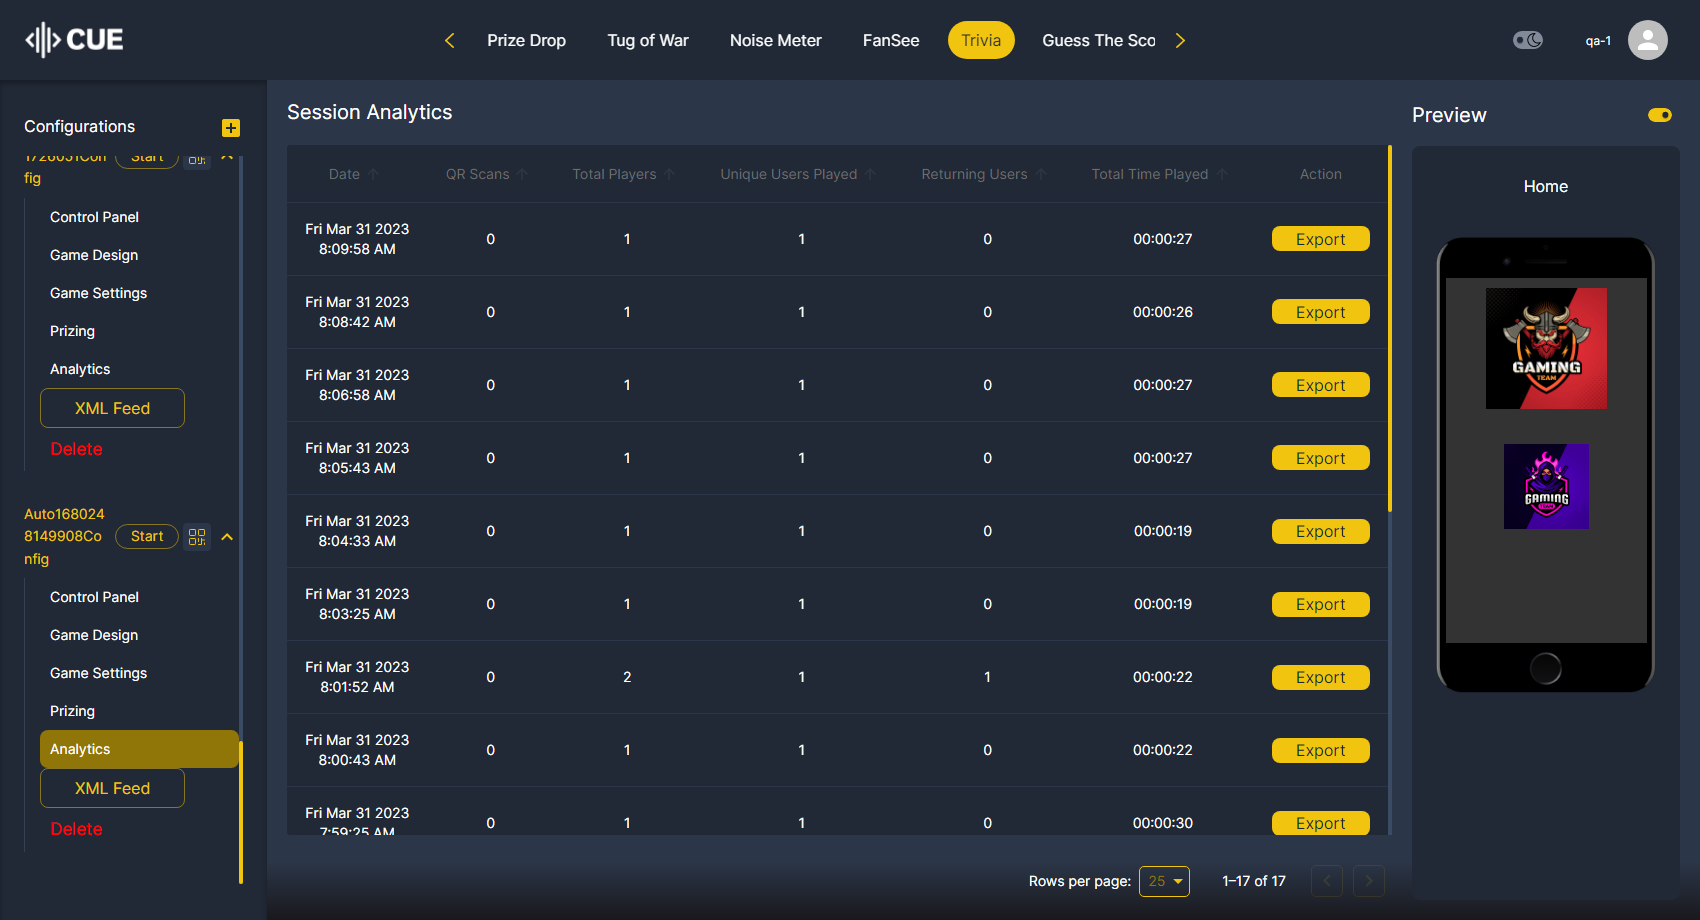 CUE
Prize Drop
Tug of War
Noise Meter
FanSee
Trivia
Guess The Sco
qa-1
Configurations
1726051Con
fig
Start
Control Panel
Game Design
Game Settings
Prizing
Analytics
XML Feed
Delete
Auto168024
8149908Co
nfig
Start
Control Panel
Game Design
Game Settings
Prizing
Analytics
XML Feed
Delete
Session Analytics
Date QR Scans Total Players Unique Users Played Returning Users Total Time Played Action
Fri Mar 31 2023
8:09:58 AM
0 1 1 0 00:00:27 Export
Fri Mar 31 2023
8:08:42 AM
0 1 1 0 00:00:26 Export
Fri Mar 31 2023
8:06:58 AM
0 1 1 0 00:00:27 Export
Fri Mar 31 2023
8:05:43 AM
0 1 1 0 00:00:27 Export
Fri Mar 31 2023
8:04:33 AM
0 1 1 0 00:00:19 Export
Fri Mar 31 2023
8:03:25 AM
0 1 1 0 00:00:19 Export
Fri Mar 31 2023
8:01:52 AM
0 2 1 1 00:00:22 Export
Fri Mar 31 2023
8:00:43 AM
0 1 1 0 00:00:22 Export
Fri Mar 31 2023
7:59:25 AM
0 1 1 0 00:00:30 Export
Rows per page: 25 1–17 of 17
Preview
Home
GAMING
TEAM
GAMING
TEAM